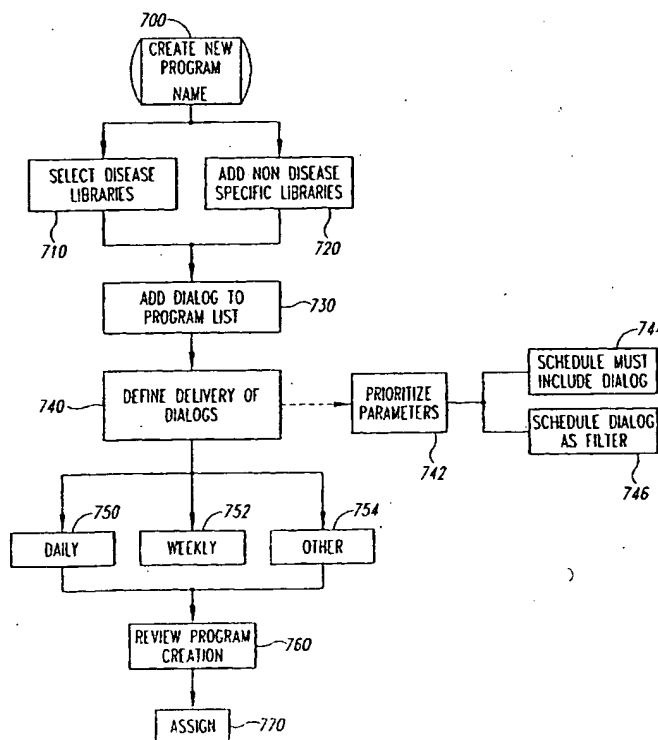 700
CREATE NEW
PROGRAM
NAME
SELECT DISEASE
LIBRARIES
710
ADD NON DISEASE
SPECIFIC LIBRARIES
720
ADD DIALOG TO
PROGRAM LIST
730
740
DEFINE DELIVERY OF
DIALOGS
PRIORITIZE
PARAMETERS
742
744
SCHEDULE MUST
INCLUDE DIALOG
SCHEDULE DIALOG
AS FILTER
746
750
DAILY
752
WEEKLY
754
OTHER
REVIEW PROGRAM
CREATION
760
ASSIGN
770